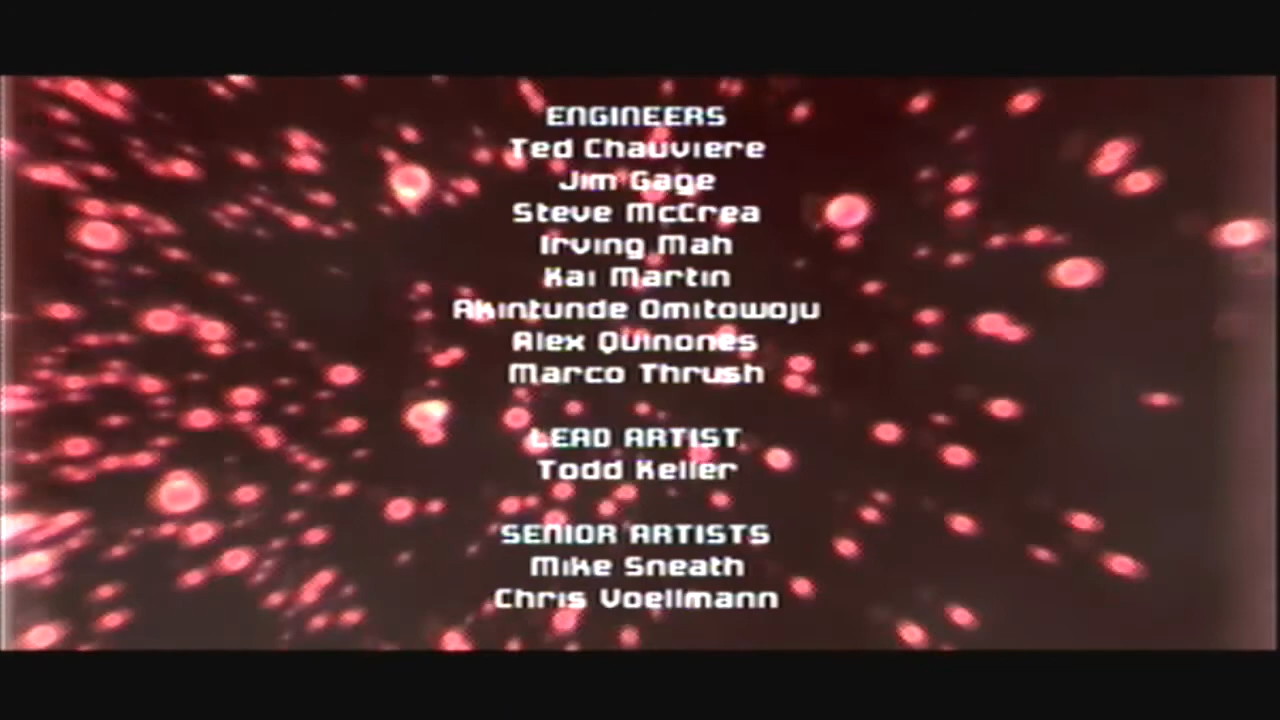 ENGINEERS
Ted Chauviere
Jim Gage
Steve McCrea
Irving Mah
Kai Martin
Akintunde Omitowoju
Alex Quinones
Marco Thrush
LEAD ARTIST
Todd Keller
SENIOR ARTISTS
Mike Sneath
Chris Voellmann